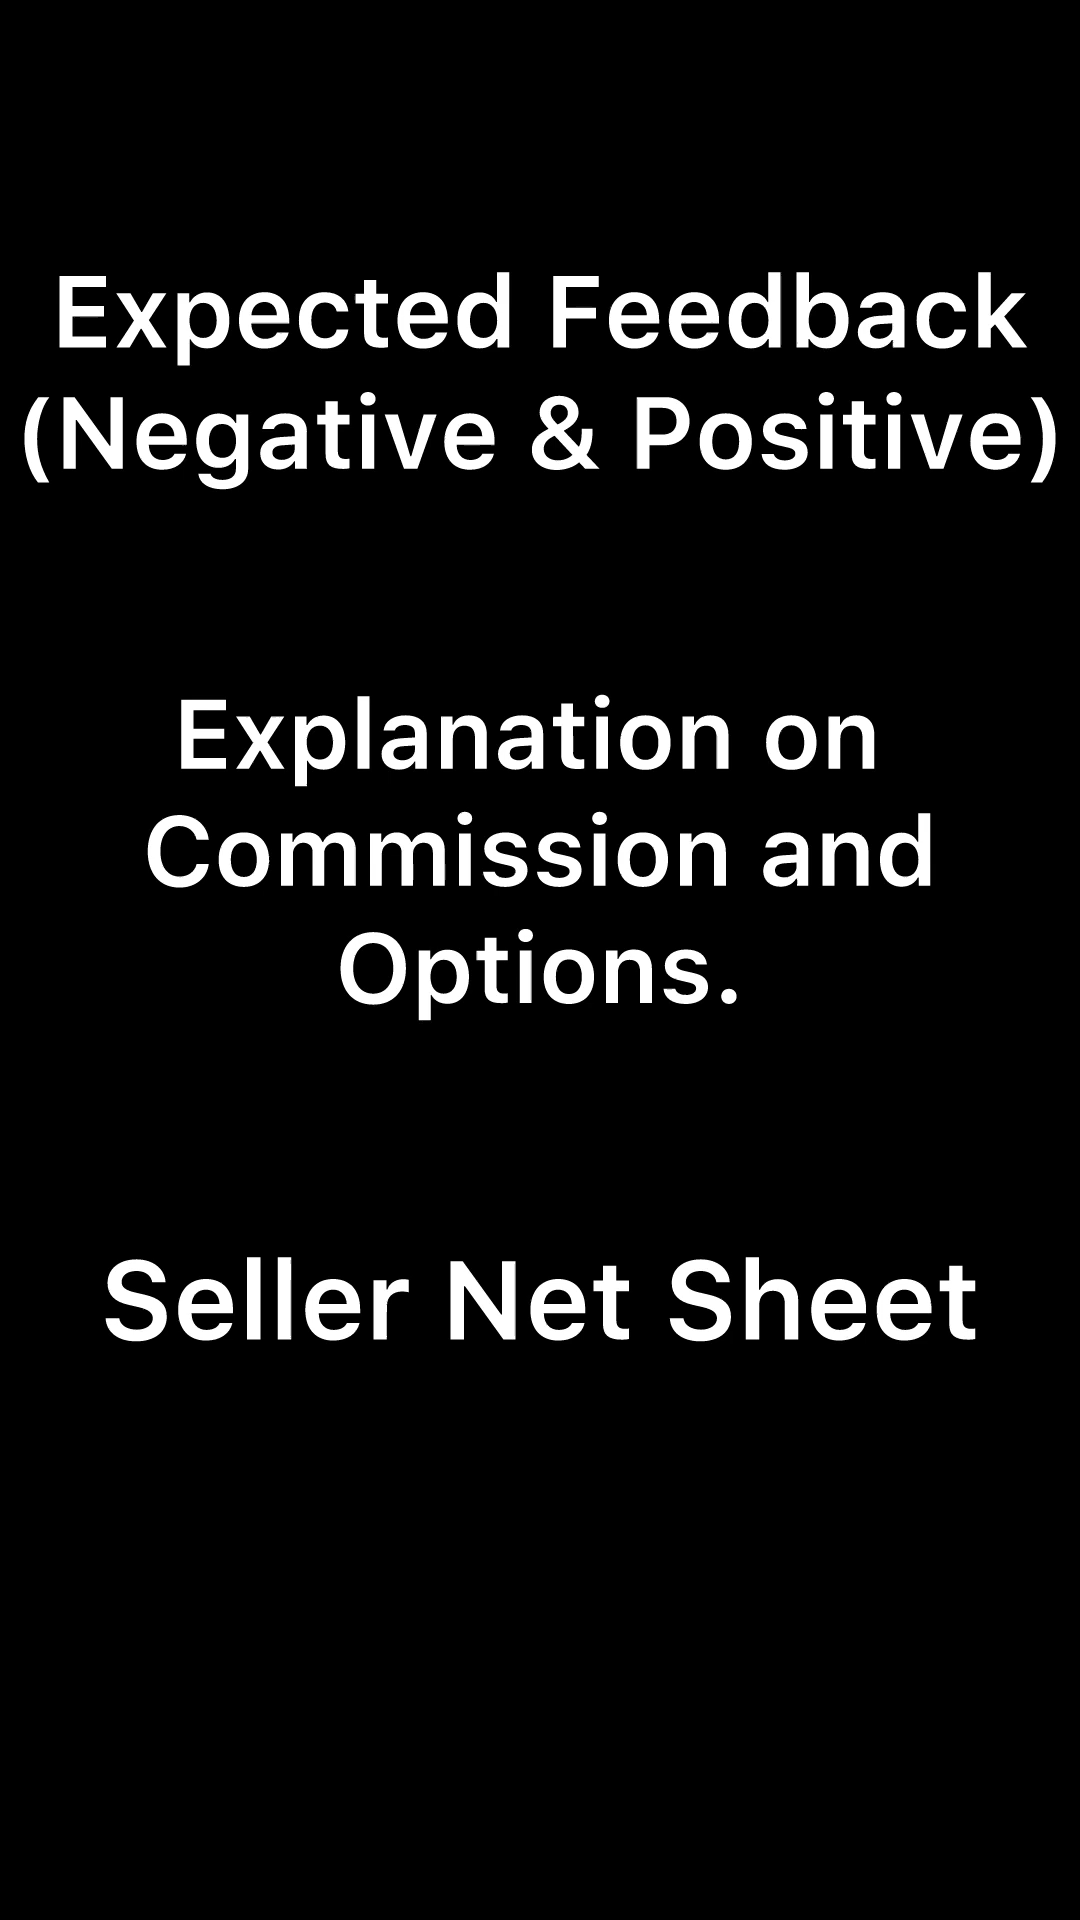 Expected Feedback
(Negative & Positive)
Explanation on
Commission and
Options.
Seller Net Sheet